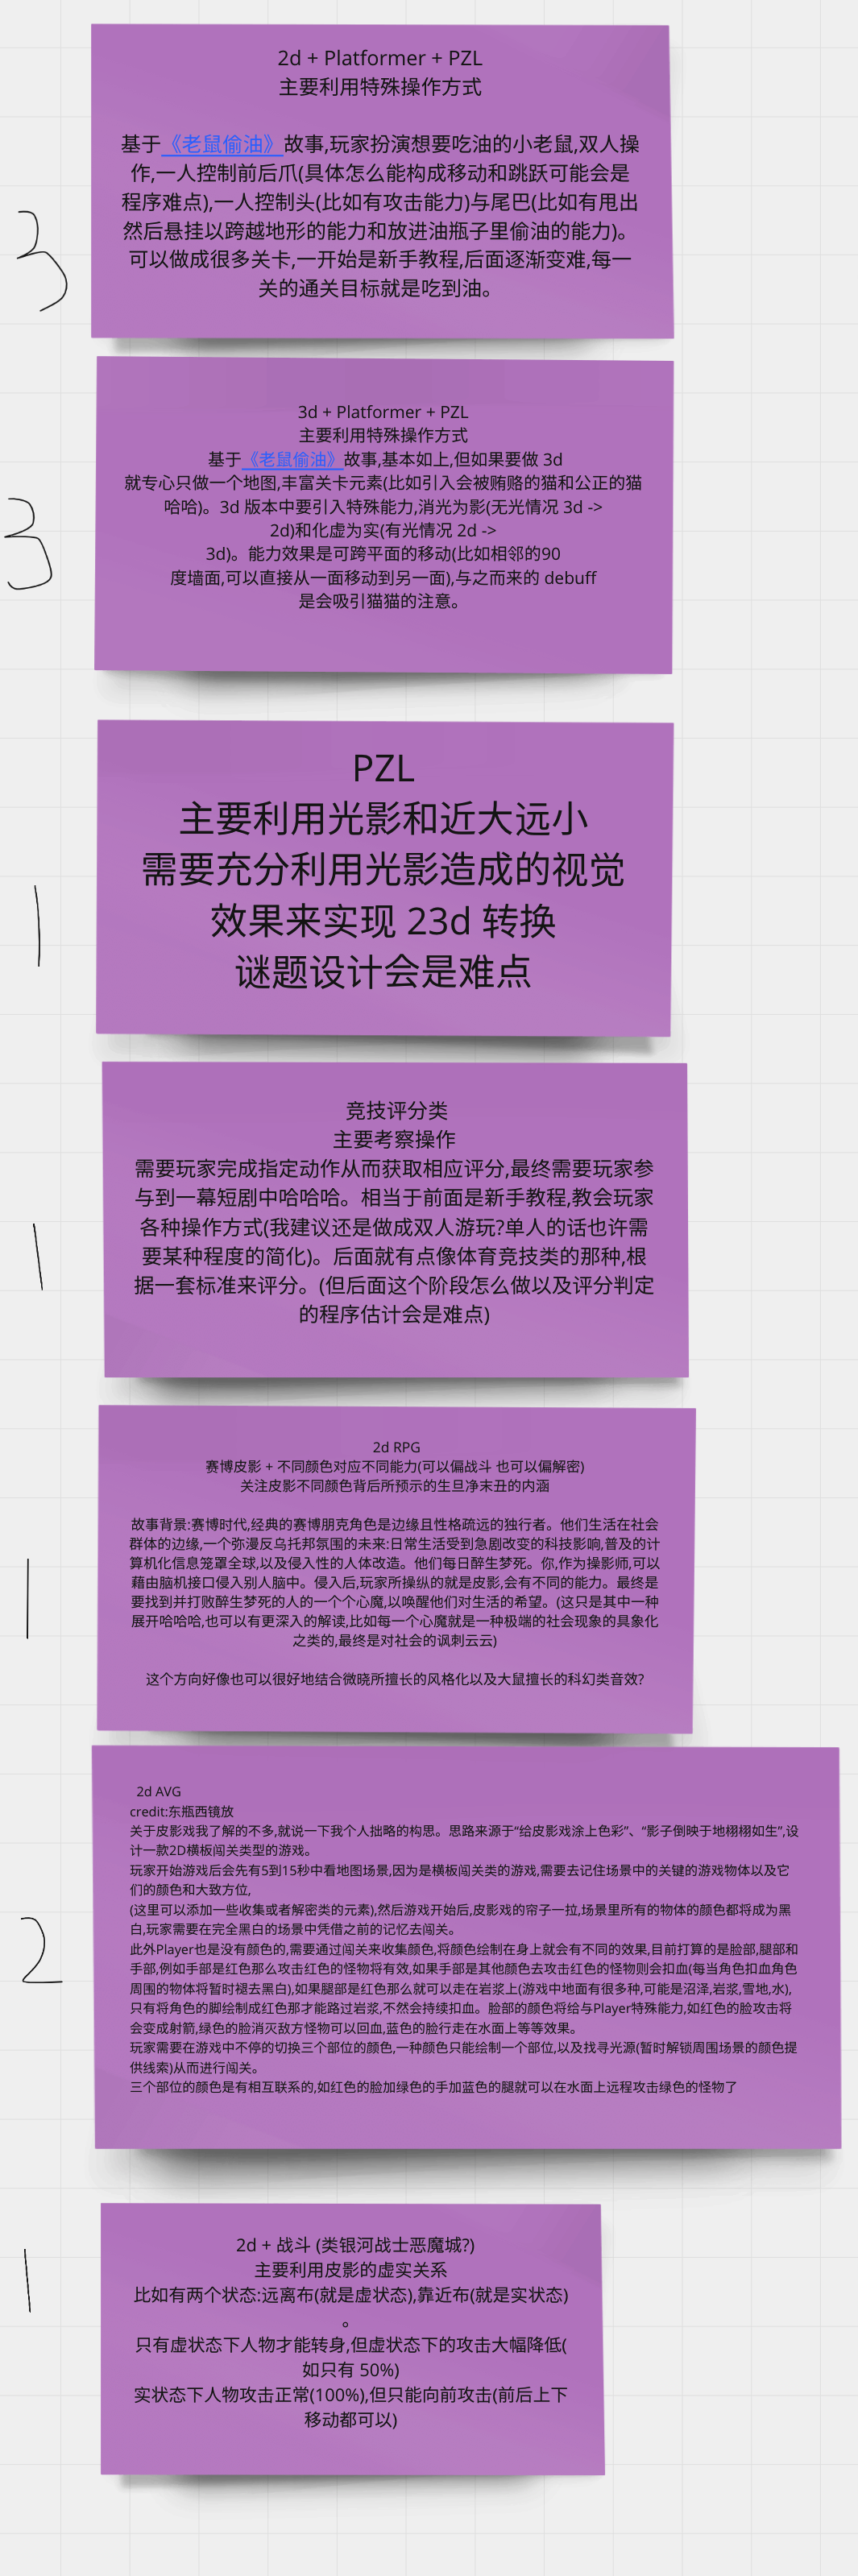 2d + Platformer + PZL
主要利用特殊操作方式
基于《老鼠偷油》故事,玩家扮演想要吃油的小老鼠,双人操
作,一人控制前后爪(具体怎么能构成移动和跳跃可能会是
程序难点),一人控制头(比如有攻击能力)与尾巴(比如有甩出
然后悬挂以跨越地形的能力和放进油瓶子里偷油的能力)。
可以做成很多关卡,一开始是新手教程,后面逐渐变难,每一
关的通关目标就是吃到油。
3
3d + Platformer + PZL
主要利用特殊操作方式
基于《老鼠偷油》故事,基本如上,但如果要做 3d
就专心只做一个地图,丰富关卡元素(比如引入会被贿赂的猫和公正的猫
哈哈)。3d 版本中要引入特殊能力,消光为影(无光情况 3d ->
2d)和化虚为实(有光情况 2d ->
3d)。能力效果是可跨平面的移动(比如相邻的90
度墙面,可以直接从一面移动到另一面),与之而来的 debuff
是会吸引猫猫的注意。
3
PZL
主要利用光影和近大远小
需要充分利用光影造成的视觉
效果来实现 23d 转换
谜题设计会是难点
1
竞技评分类
主要考察操作
需要玩家完成指定动作从而获取相应评分,最终需要玩家参
与到一幕短剧中哈哈哈。相当于前面是新手教程,教会玩家
各种操作方式(我建议还是做成双人游玩?单人的话也许需
要某种程度的简化)。后面就有点像体育竞技类的那种,根
据一套标准来评分。(但后面这个阶段怎么做以及评分判定
的程序估计会是难点)
1
2d RPG
赛博皮影 + 不同颜色对应不同能力(可以偏战斗 也可以偏解密)
关注皮影不同颜色背后所预示的生旦净末丑的内涵
故事背景:赛博时代,经典的赛博朋克角色是边缘且性格疏远的独行者。他们生活在社会
群体的边缘,一个弥漫反乌托邦氛围的未来:日常生活受到急剧改变的科技影响,普及的计
算机化信息笼罩全球,以及侵入性的人体改造。他们每日醉生梦死。你,作为操影师,可以
藉由脑机接口侵入别人脑中。侵入后,玩家所操纵的就是皮影,会有不同的能力。最终是
要找到并打败醉生梦死的人的一个个心魔,以唤醒他们对生活的希望。(这只是其中一种
展开哈哈哈,也可以有更深入的解读,比如每一个心魔就是一种极端的社会现象的具象化
之类的,最终是对社会的讽刺云云)
这个方向好像也可以很好地结合微晓所擅长的风格化以及大鼠擅长的科幻类音效?
1
2d AVG
credit:东瓶西镜放
关于皮影戏我了解的不多,就说一下我个人拙略的构思。思路来源于“给皮影戏涂上色彩”、“影子倒映于地栩栩如生”,设
计一款2D横板闯关类型的游戏。
玩家开始游戏后会先有5到15秒中看地图场景,因为是横板闯关类的游戏,需要去记住场景中的关键的游戏物体以及它
们的颜色和大致方位,
(这里可以添加一些收集或者解密类的元素),然后游戏开始后,皮影戏的帘子一拉,场景里所有的物体的颜色都将成为黑
白,玩家需要在完全黑白的场景中凭借之前的记忆去闯关。
此外Player也是没有颜色的,需要通过闯关来收集颜色,将颜色绘制在身上就会有不同的效果,目前打算的是脸部,腿部和
手部,例如手部是红色那么攻击红色的怪物将有效,如果手部是其他颜色去攻击红色的怪物则会扣血(每当角色扣血角色
周围的物体将暂时褪去黑白),如果腿部是红色那么就可以走在岩浆上(游戏中地面有很多种,可能是沼泽,岩浆,雪地,水),
只有将角色的脚绘制成红色那才能路过岩浆,不然会持续扣血。脸部的颜色将给与Player特殊能力,如红色的脸攻击将
会变成射箭,绿色的脸消灭敌方怪物可以回血,蓝色的脸行走在水面上等等效果。
玩家需要在游戏中不停的切换三个部位的颜色,一种颜色只能绘制一个部位,以及找寻光源(暂时解锁周围场景的颜色提
供线索)从而进行闯关。
三个部位的颜色是有相互联系的,如红色的脸加绿色的手加蓝色的腿就可以在水面上远程攻击绿色的怪物了
2
2d + 战斗 (类银河战士恶魔城?)
主要利用皮影的虚实关系
比如有两个状态:远离布(就是虚状态),靠近布(就是实状态)
。
只有虚状态下人物才能转身,但虚状态下的攻击大幅降低(
如只有 50%)
实状态下人物攻击正常(100%),但只能向前攻击(前后上下
移动都可以)
1